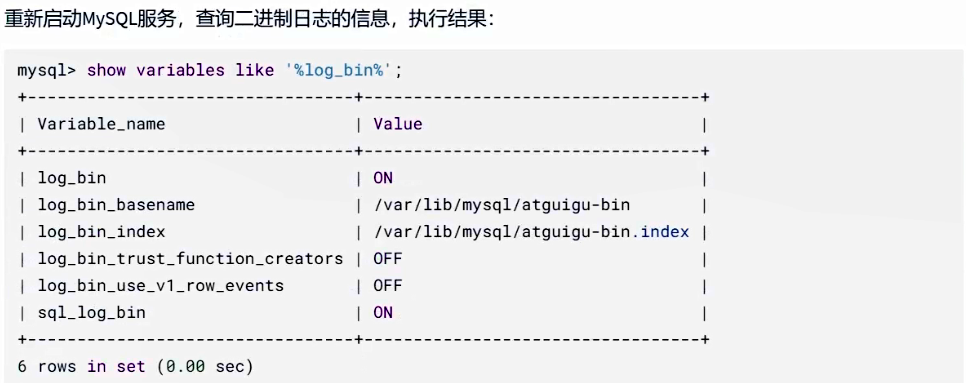 重新启动MySQL服务，查询二进制日志的信息，执行结果：
mysql> show variables like '%log_bin%';
+---------------------------------+----------------------------------+
| Variable_name                   | Value                            |
+---------------------------------+----------------------------------+
| log_bin                         | ON                               |
| log_bin_basename                | /var/lib/mysql/atguigu-bin       |
| log_bin_index                   | /var/lib/mysql/atguigu-bin.index |
| log_bin_trust_function_creators | OFF                              |
| log_bin_use_v1_row_events       | OFF                              |
| sql_log_bin                     | ON                               |
+---------------------------------+----------------------------------+
6 rows in set (0.00 sec)